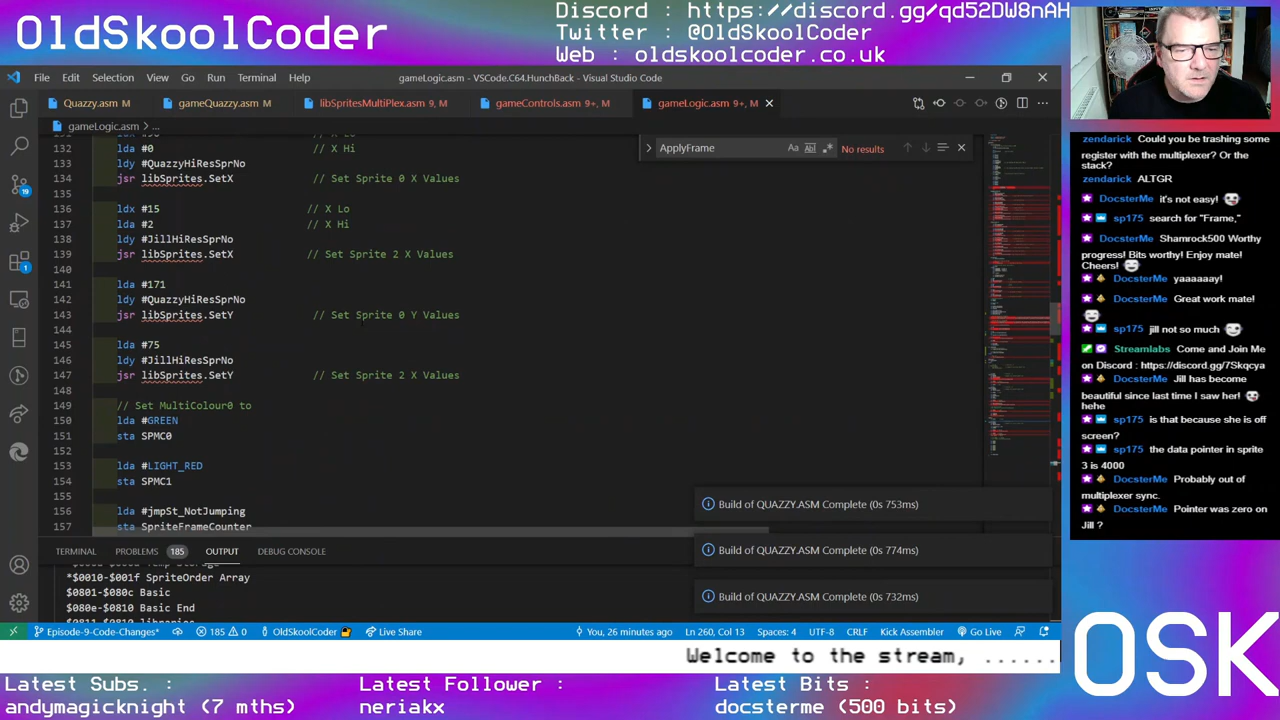 OldSkoolCoder
Discord : https://discord.gg/qd52DW8nAH
Twitter : @OldSkoolCoder
Web : oldskoolcoder.co.uk
File Edit Selection View Go Run Terminal Help
gameLogic.asm - VSCode.C64.HunchBack - Visual Studio Code
Quazzy.asm M
gameQuazzy.asm M
libSpritesMultiPlex.asm 9, M
gameControls.asm 9+, M
gameLogic.asm 9+, M
gameLogic.asm > ...
ApplyFrame
No results
132 lda #0 // X Hi
133 ldy #QuazzyHiResSprNo
134 jsr libSprites.SetX // Set Sprite 0 X Values
135
136 ldx #15 // X Lo
137 lda #2 // X Hi
138 ldy #JillHiResSprNo
139 jsr libSprites.SetX // Set Sprite 2 X Values
140
141 lda #171
142 ldy #QuazzyHiResSprNo
143 jsr libSprites.SetY // Set Sprite 0 Y Values
144
145 lda #75
146 ldy #JillHiResSprNo
147 jsr libSprites.SetY // Set Sprite 2 X Values
148
149 // Set MultiColour0 to
150 lda #GREEN
151 sta SPMC0
152
153 lda #LIGHT_RED
154 sta SPMC1
155
156 lda #jmpSt_NotJumping
157 sta SpriteFrameCounter
Build of QUAZZY.ASM Complete (0s 753ms)
Build of QUAZZY.ASM Complete (0s 774ms)
Build of QUAZZY.ASM Complete (0s 732ms)
TERMINAL PROBLEMS 185 OUTPUT DEBUG CONSOLE
*$0010-$001f SpriteOrder Array
$0801-$080c Basic
$080e-$0810 Basic End
Episode-9-Code-Changes* 185 0 OldSkoolCoder Live Share
You, 26 minutes ago Ln 260, Col 13 Spaces: 4 UTF-8 CRLF Kick Assembler Go Live
19
1
zendarick Could you be trashing some
register with the multiplexer? Or the
stack?
zendarick ALTGR
DocsterMe it's not easy!
sp175 search for "Frame,"
DocsterMe Shamrock500 Worthy
progress! Bits worthy! Enjoy mate!
Cheers!
DocsterMe yaaaaay!
DocsterMe Great work mate!
sp175 jill not so much
Streamlabs Come and Join Me
on Discord : https://discord.gg/7Skqcya
DocsterMe Jill has become
beautiful since last time I saw her!
hehe
sp175 is that because she is off
screen?
sp175 the data pointer in sprite
3 is 4000
DocsterMe Probably out of
multiplexer sync.
DocsterMe Pointer was zero on
Jill ?
OSK
Welcome to the stream, ......
Latest Subs. :
andymagicknight (7 mths)
Latest Follower :
neriakx
Latest Bits :
docsterme (500 bits)